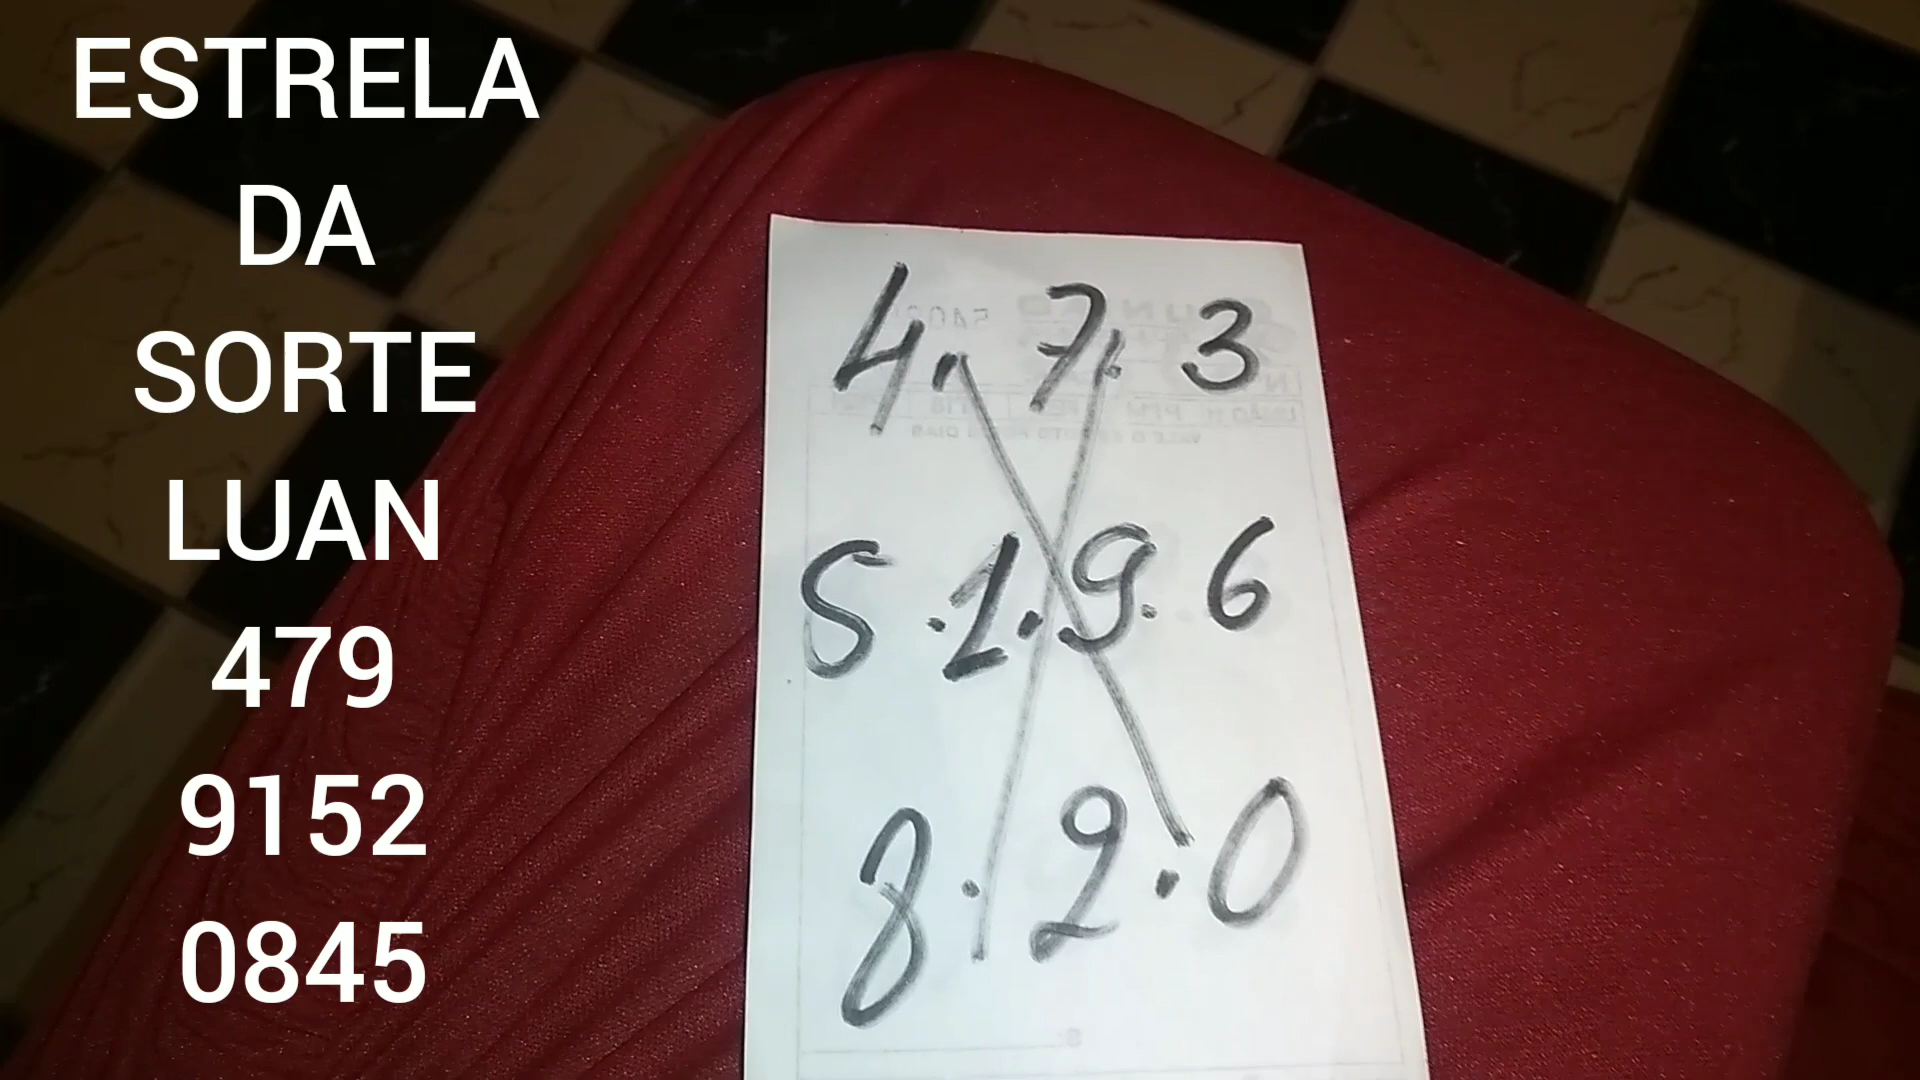 ESTRELA
DA
SORTE
LUAN
479
9152
0845
4. 7. 3
5.1.9.6
8.2.0